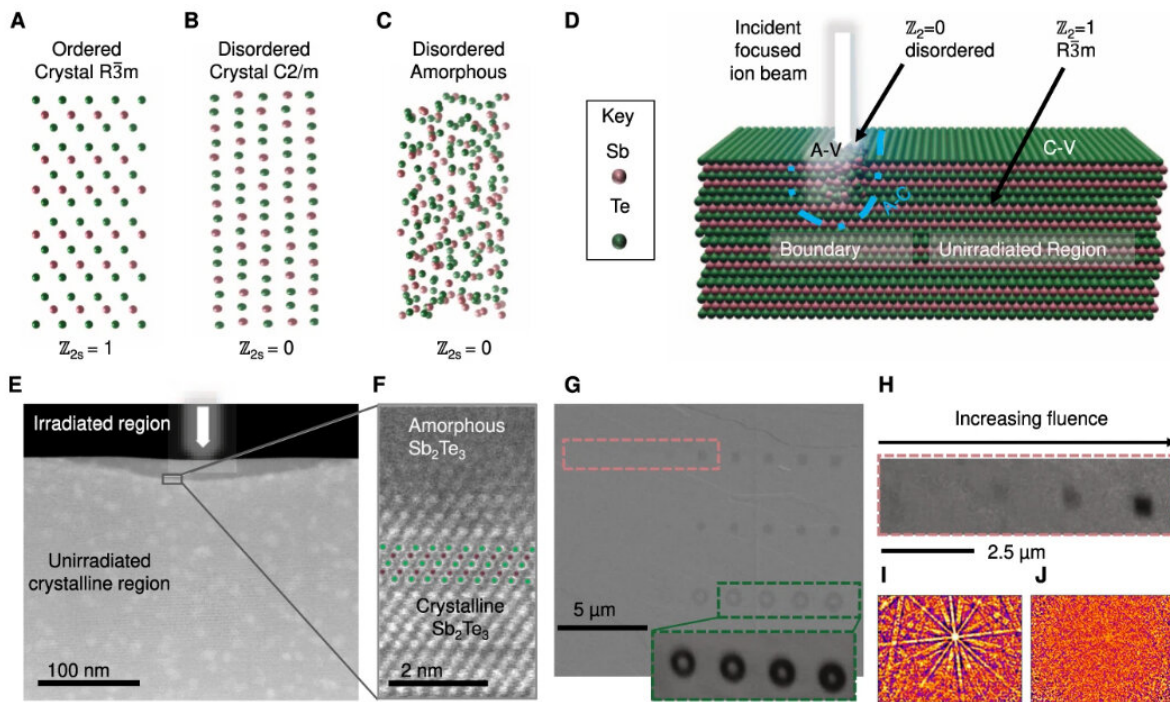 A
Ordered
Crystal R3̅m
ℤ2s = 1
B
Disordered
Crystal C2/m
ℤ2s = 0
C
Disordered
Amorphous
ℤ2s = 0
D
Incident
focused
ion beam
ℤ2=0
disordered
ℤ2=1
R3̅m
Key
Sb
Te
A-V
C-V
A-C
Boundary
Unirradiated Region
E
Irradiated region
Unirradiated
crystalline region
100 nm
F
Amorphous
Sb2Te3
Crystalline
Sb2Te3
2 nm
G
5 µm
H
Increasing fluence
2.5 µm
I
J